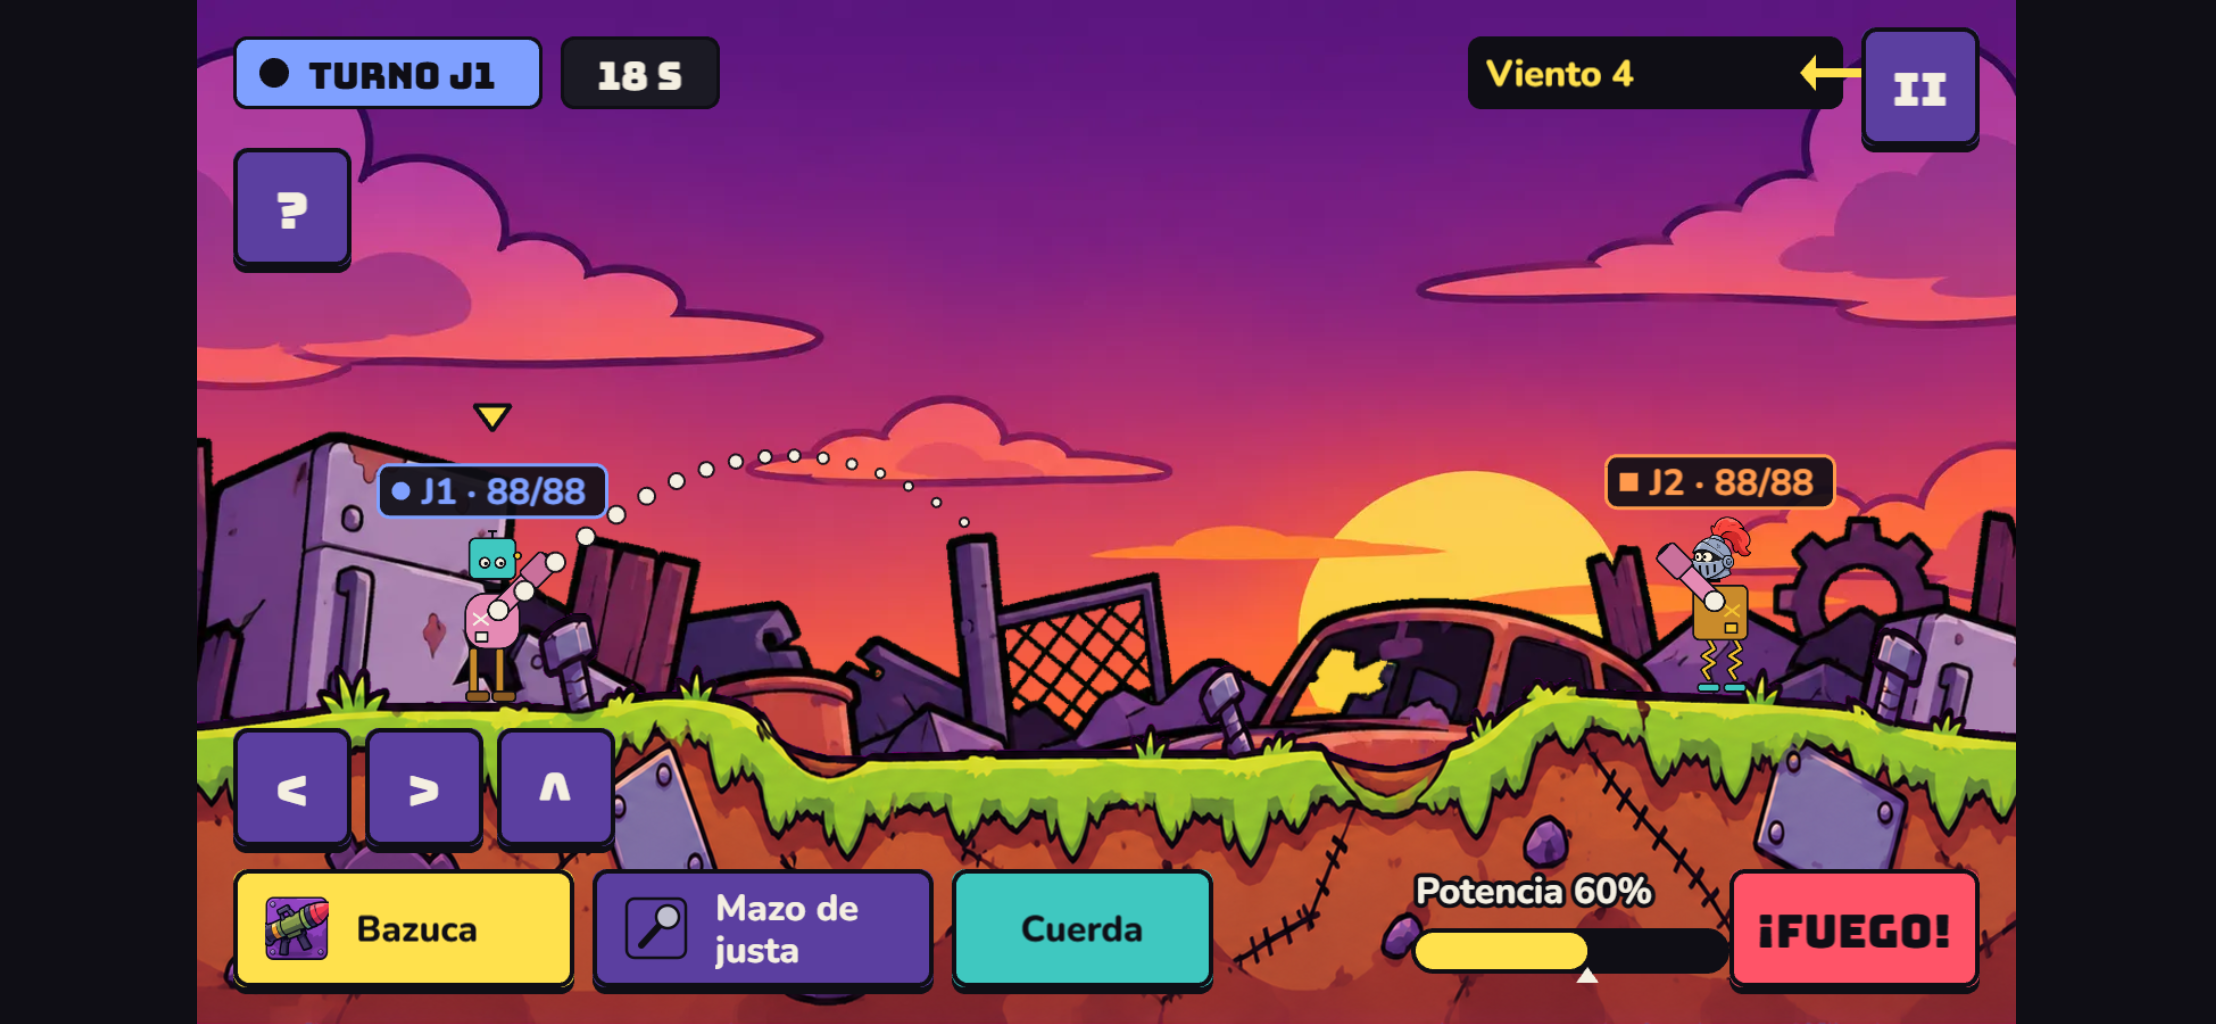 TURNO J1
18 S
Viento 4
II
?
J1 · 88/88
J2 · 88/88
<
>
^
Bazuca
Mazo de
justa
Cuerda
Potencia 60%
¡FUEGO!